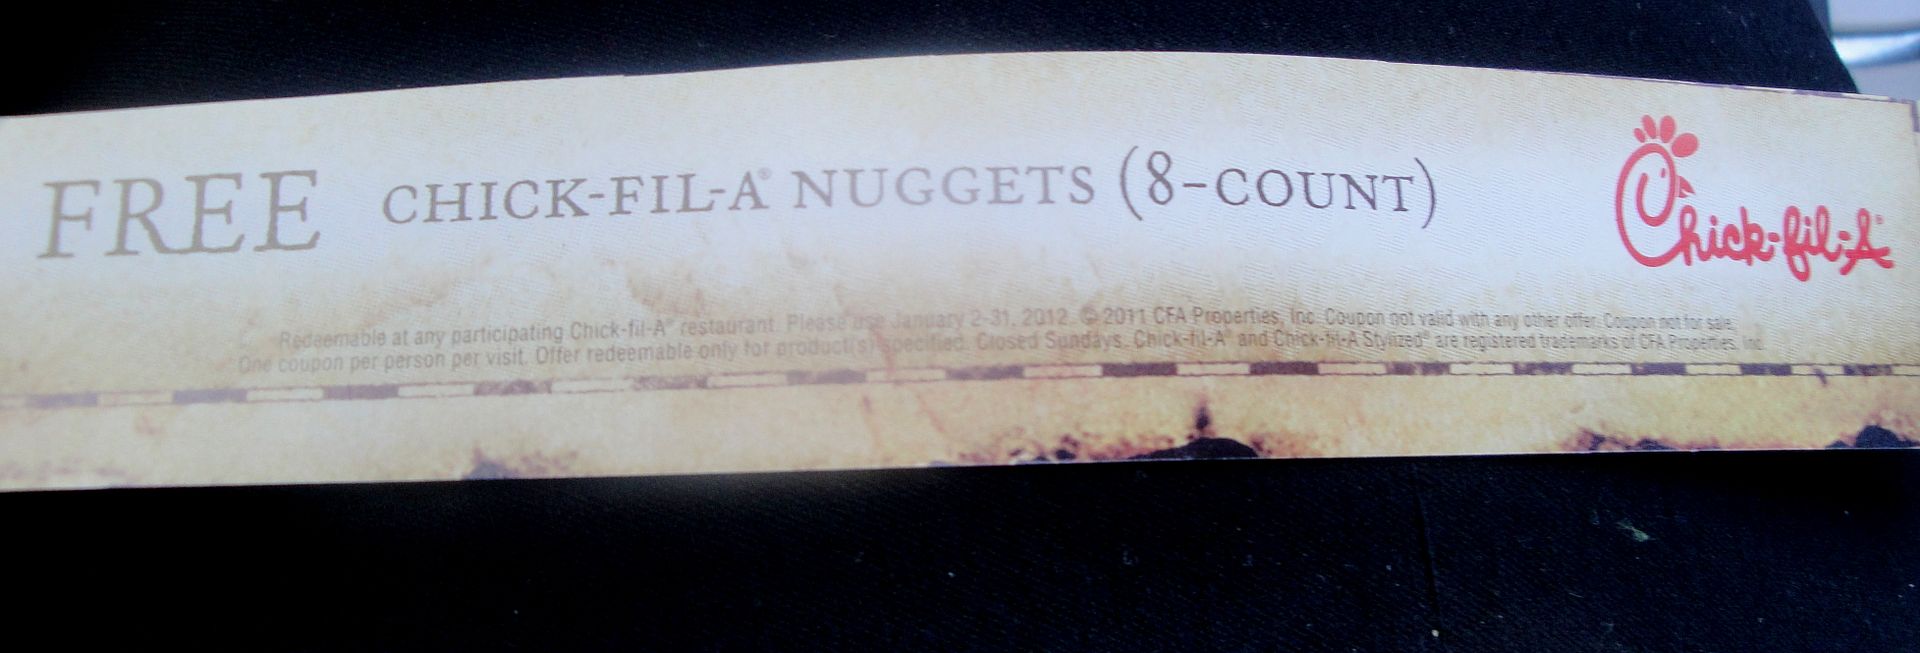 FREE CHICK-FIL-A® NUGGETS (8-COUNT)
Chick-fil-A®
Redeemable at any participating Chick-fil-A® restaurant. Please use January 2-31, 2012. © 2011 CFA Properties, Inc. Coupon not valid with any other offer. Coupon not for sale.
One coupon per person per visit. Offer redeemable only for product(s) specified. Closed Sundays. Chick-fil-A® and Chick-fil-A Stylized® are registered trademarks of CFA Properties, Inc.